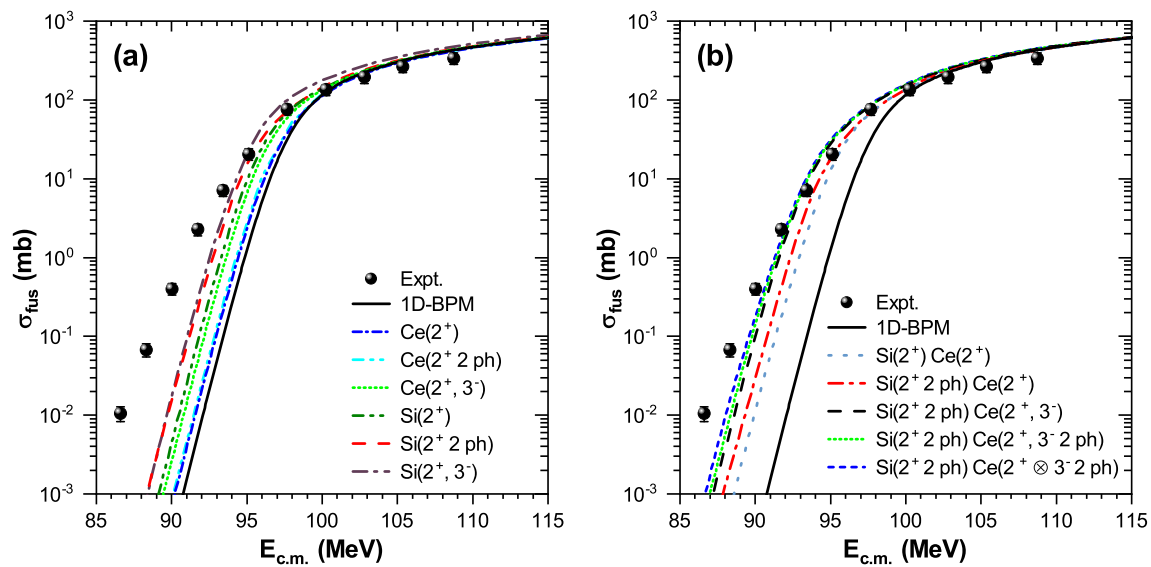 (a)
10³
10²
10¹
10⁰
10⁻¹
10⁻²
10⁻³
σfus (mb)
Expt.
1D-BPM
Ce(2⁺)
Ce(2⁺ 2 ph)
Ce(2⁺, 3⁻)
Si(2⁺)
Si(2⁺ 2 ph)
Si(2⁺, 3⁻)
85 90 95 100 105 110 115
E c.m. (MeV)
(b)
10³
10²
10¹
10⁰
10⁻¹
10⁻²
10⁻³
σfus (mb)
Expt.
1D-BPM
Si(2⁺) Ce(2⁺)
Si(2⁺ 2 ph) Ce(2⁺)
Si(2⁺ 2 ph) Ce(2⁺, 3⁻)
Si(2⁺ 2 ph) Ce(2⁺, 3⁻ 2 ph)
Si(2⁺ 2 ph) Ce(2⁺ ⊗ 3⁻ 2 ph)
85 90 95 100 105 110 115
E c.m. (MeV)